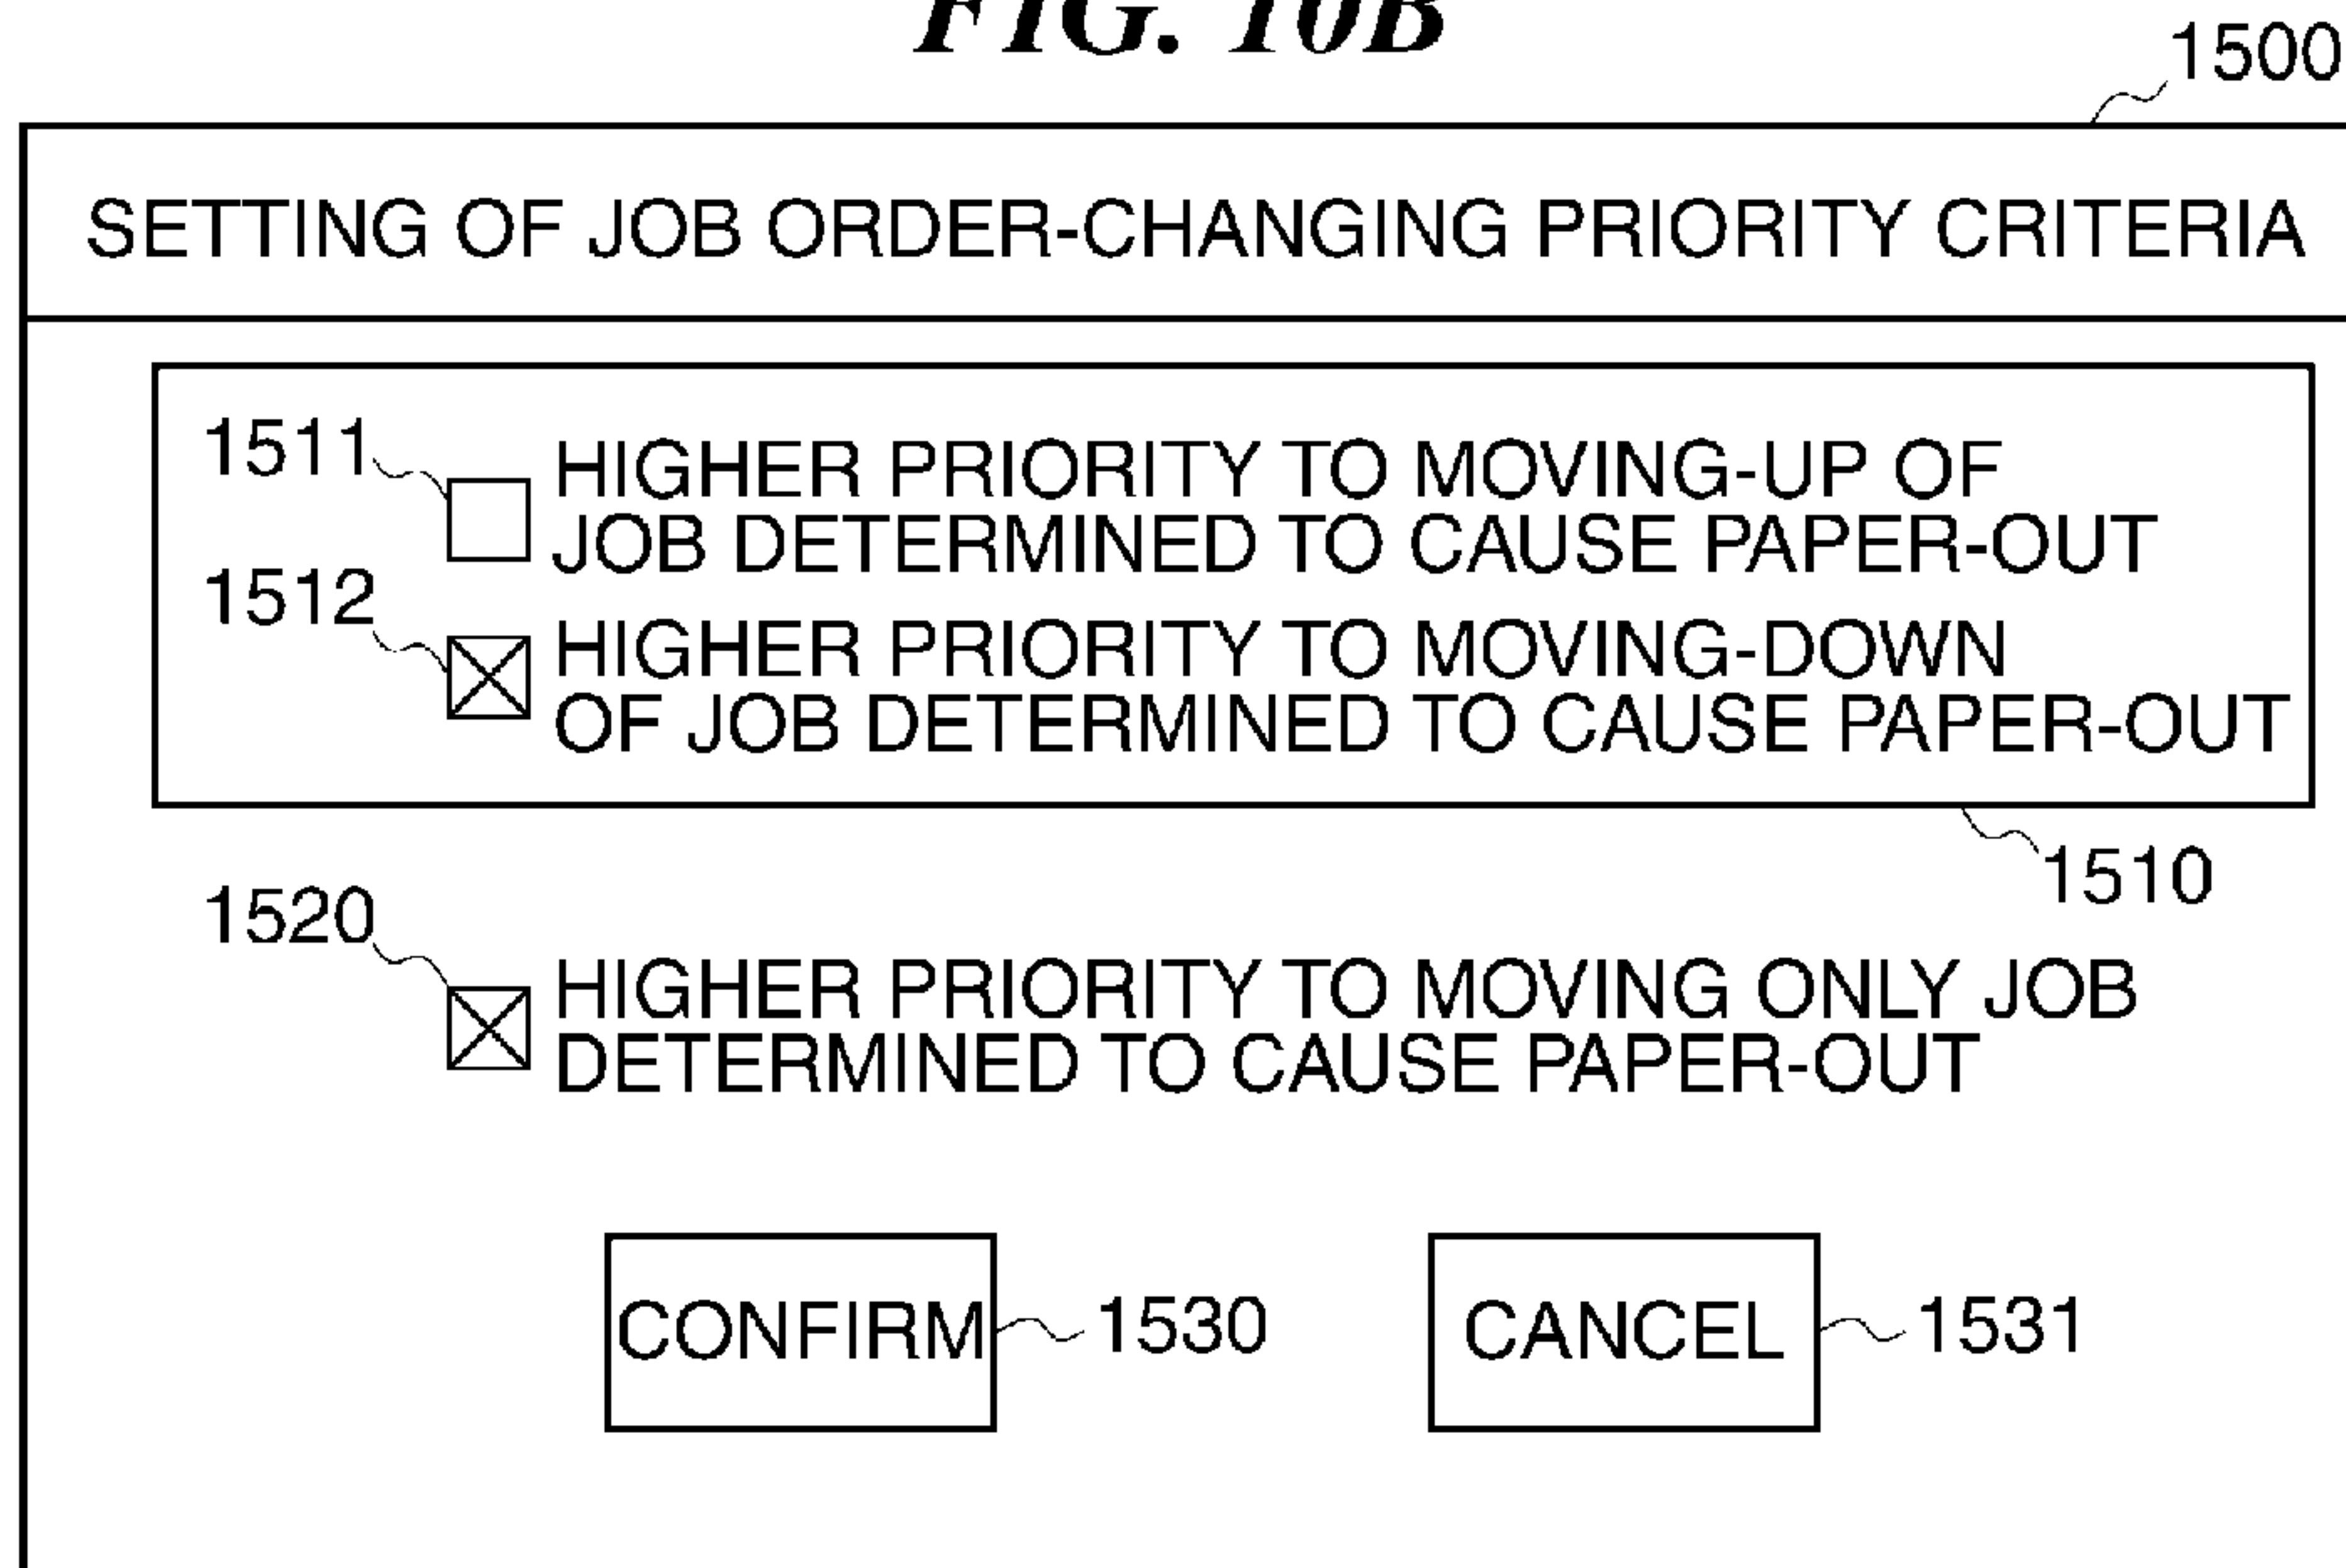 FIG. 10B
1500
SETTING OF JOB ORDER-CHANGING PRIORITY CRITERIA
1511
HIGHER PRIORITY TO MOVING-UP OF
JOB DETERMINED TO CAUSE PAPER-OUT
1512
HIGHER PRIORITY TO MOVING-DOWN
OF JOB DETERMINED TO CAUSE PAPER-OUT
1510
1520
HIGHER PRIORITY TO MOVING ONLY JOB
DETERMINED TO CAUSE PAPER-OUT
CONFIRM 1530 CANCEL 1531